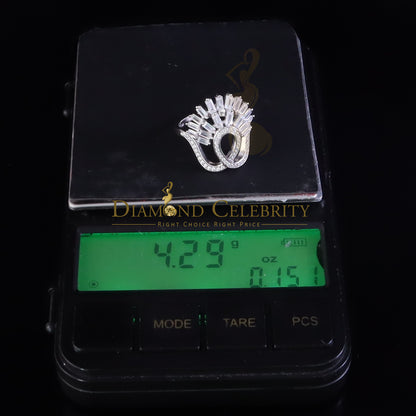 DIAMOND CELEBRITY
RIGHT CHOICE RIGHT PRICE
4.29 g
OZ
0.151
MODE TARE PCS